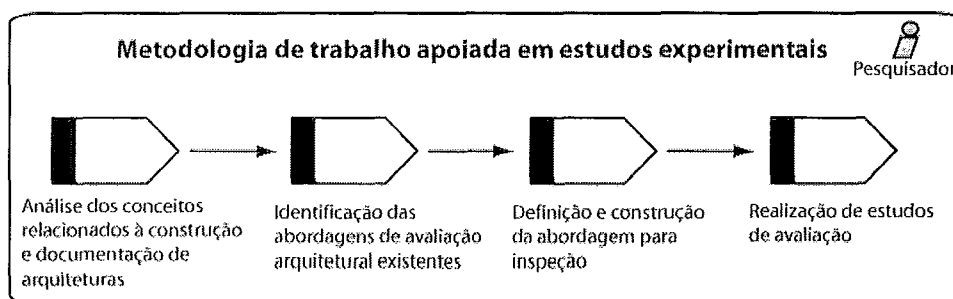 Metodologia de trabalho apoiada em estudos experimentais
Pesquisador
Análise dos conceitos
relacionados à construção
e documentação de
arquiteturas
Identificação das
abordagens de avaliação
arquitetural existentes
Definição e construção
da abordagem para
inspeção
Realização de estudos
de avaliação